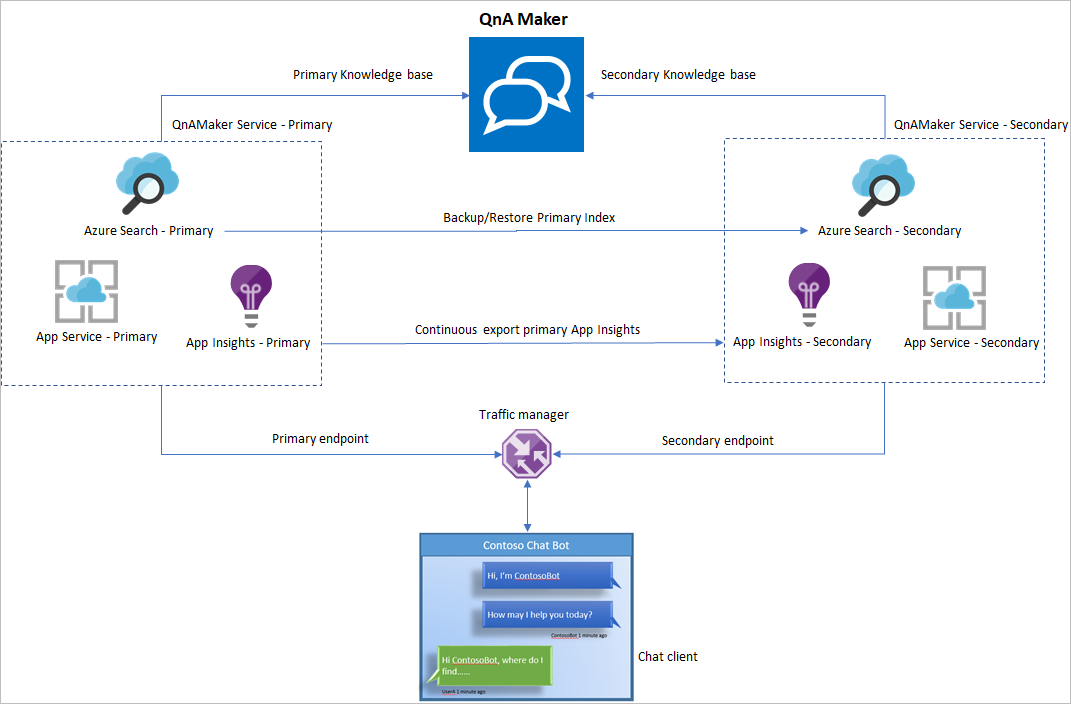 QnA Maker
Primary Knowledge base
Secondary Knowledge base
QnAMaker Service - Primary
QnAMaker Service - Secondary
Azure Search - Primary
Backup/Restore Primary Index
Azure Search - Secondary
App Service - Primary
App Insights - Primary
Continuous export primary App Insights
App Insights - Secondary
App Service - Secondary
Traffic manager
Primary endpoint
Secondary endpoint
Contoso Chat Bot
Hi, I'm ContosoBot
How may I help you today?
ContosoBot 1 minute ago
Hi ContosoBot, where do I
find......
UserA 1 minute ago
Chat client